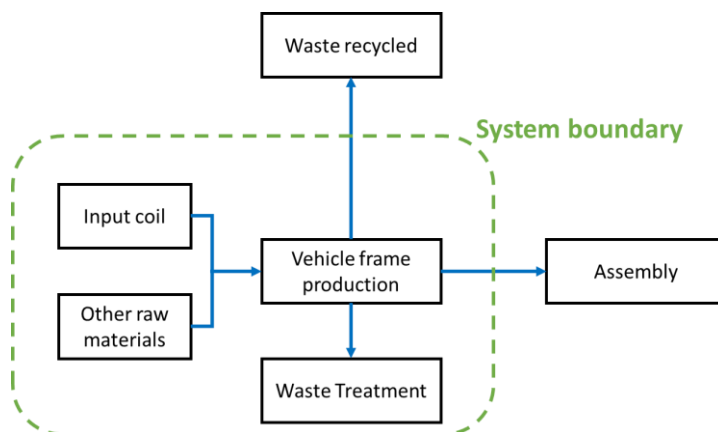 Waste recycled
System boundary
Input coil
Vehicle frame
production
Assembly
Other raw
materials
Waste Treatment